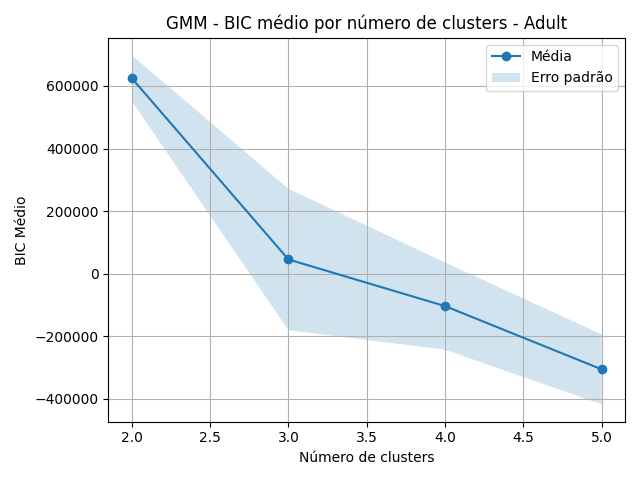 GMM - BIC médio por número de clusters - Adult
Média
Erro padrão
BIC Médio
600000
400000
200000
0
−200000
−400000
2.0 2.5 3.0 3.5 4.0 4.5 5.0
Número de clusters